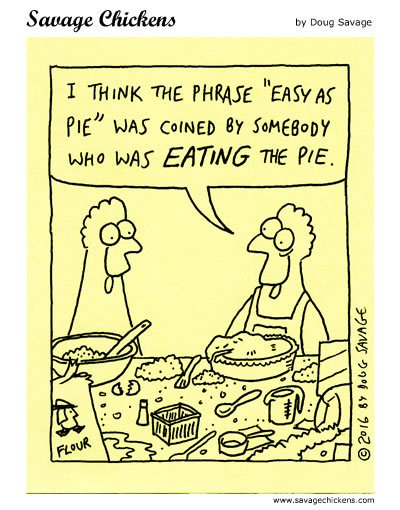 Savage Chickens
by Doug Savage
I THINK THE PHRASE "EASY AS
PIE" WAS COINED BY SOMEBODY
WHO WAS EATING THE PIE.
FLOUR
© 2016 BY DOUG SAVAGE
www.savagechickens.com